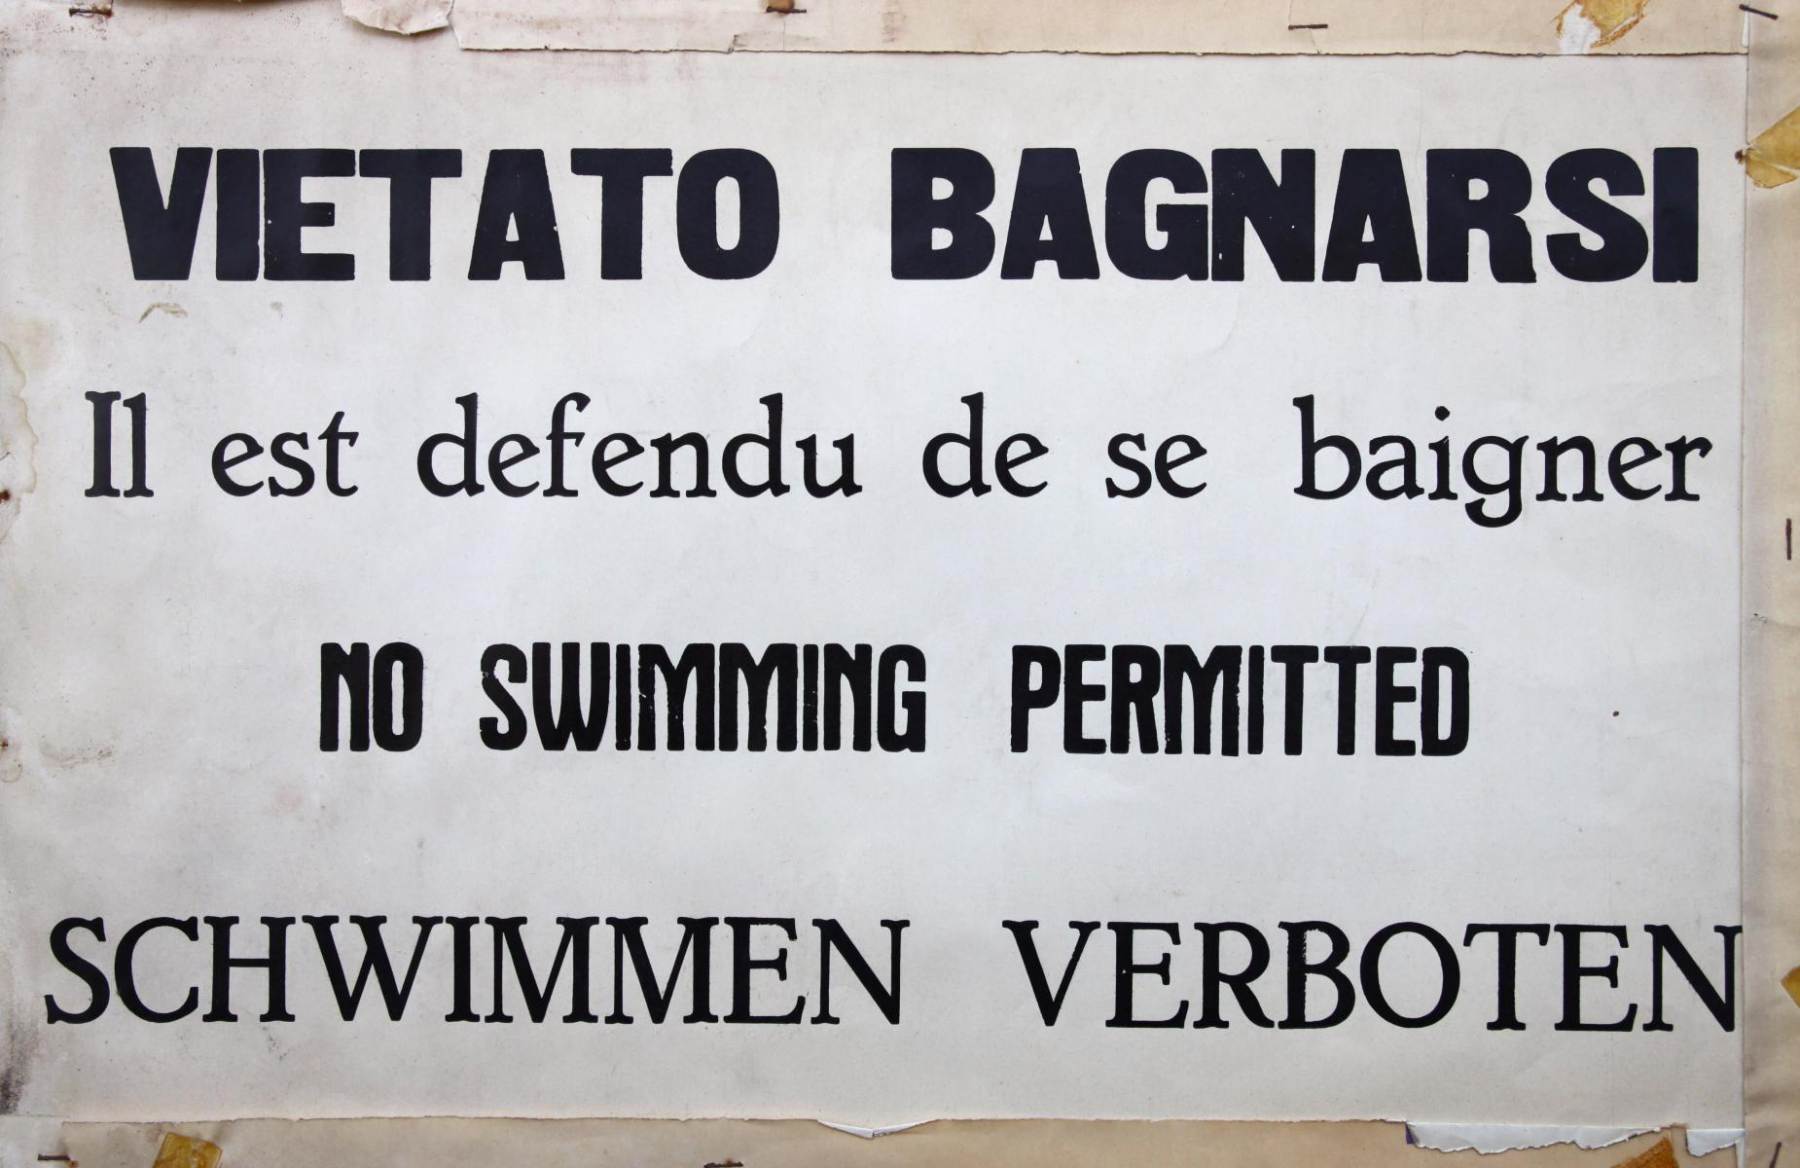 VIETATO BAGNARSI
Il est defendu de se baigner
NO SWIMMING PERMITTED
SCHWIMMEN VERBOTEN